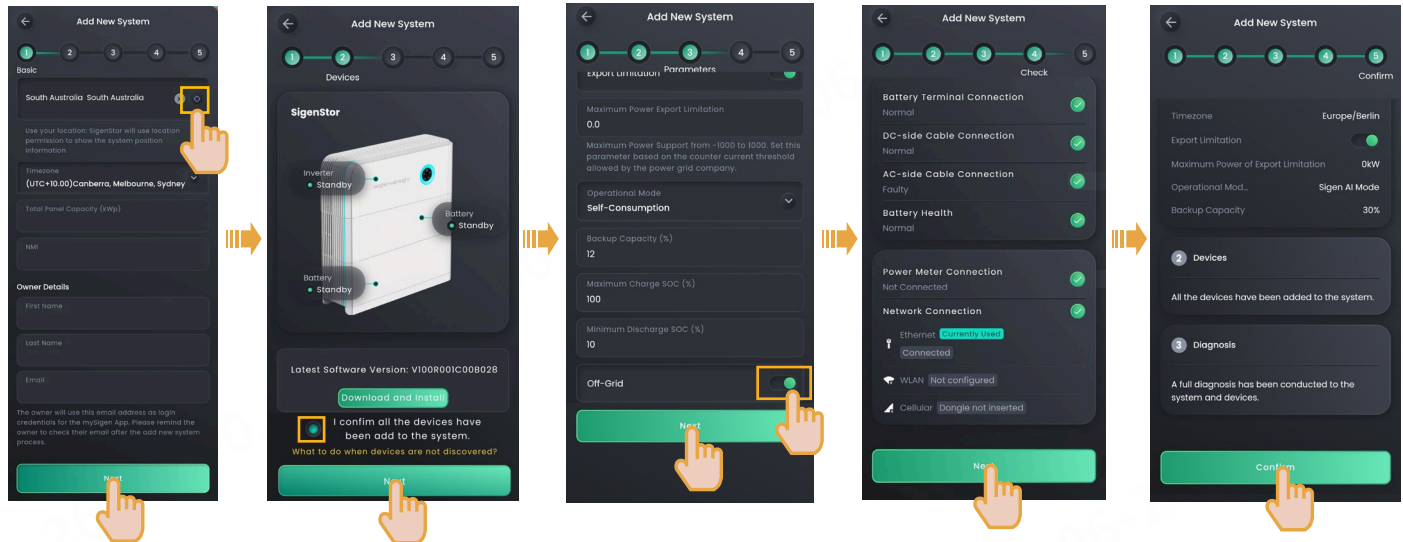 Add New System
1 2 3 4 5
Basic
South Australia South Australia
Use your location: SigenStor will use location
permission to show the system position
information.
Timezone
(UTC+10.00)Canberra, Melbourne, Sydney
Total Panel Capacity (kWp)
NMI
Owner Details
First Name
Last Name
Email
The owner will use this email address as login
credentials for the mySigen App. Please remind the
owner to check their email after the add new system
process.
Next
Add New System
1 2 3 4 5
Devices
SigenStor
Inverter
Standby
Battery
Standby
Battery
Standby
Latest Software Version: V100R001C00B028
Download and Install
I confim all the devices have
been add to the system.
What to do when devices are not discovered?
Next
Add New System
1 2 3 4 5
Parameters
Export Limitation
Maximum Power Export Limitation
0.0
Maximum Power Support from -1000 to 1000. Set this
parameter based on the counter current threshold
allowed by the power grid company.
Operational Mode
Self-Consumption
Backup Capacity (%)
12
Maximum Charge SOC (%)
100
Minimum Discharge SOC (%)
10
Off-Grid
Next
Add New System
1 2 3 4 5
Check
Battery Terminal Connection
Normal
DC-side Cable Connection
Normal
AC-side Cable Connection
Faulty
Battery Health
Normal
Power Meter Connection
Not Connected
Network Connection
Ethernet Currently Used
Connected
WLAN Not configured
Cellular Dongle not inserted
Next
Add New System
1 2 3 4 5
Confirm
Timezone Europe/Berlin
Export Limitation
Maximum Power of Export Limitation 0kW
Operational Mod... Sigen AI Mode
Backup Capacity 30%
2 Devices
All the devices have been added to the system.
3 Diagnosis
A full diagnosis has been conducted to the
system and devices.
Confirm